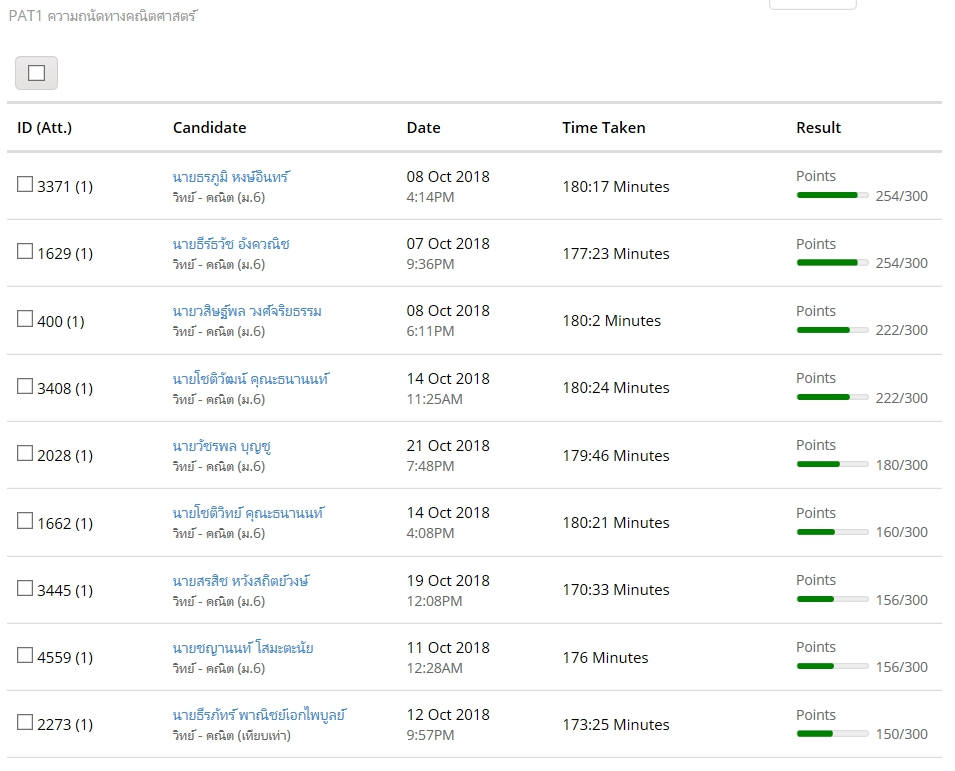 PAT1 ความถนัดทางคณิตศาสตร์
ID (Att.) Candidate Date Time Taken Result
3371 (1) นายธรภูมิ หงษ์อินทร์ 08 Oct 2018 180:17 Minutes Points
วิทย์ - คณิต (ม.6) 4:14PM 254/300
1629 (1) นายธีร์ธวัช อังควณิช 07 Oct 2018 177:23 Minutes Points
วิทย์ - คณิต (ม.6) 9:36PM 254/300
400 (1) นายวสิษฐ์พล วงศ์จริยธรรม 08 Oct 2018 180:2 Minutes Points
วิทย์ - คณิต (ม.6) 6:11PM 222/300
3408 (1) นายโชติวัฒน์ คุณะธนานนท์ 14 Oct 2018 180:24 Minutes Points
วิทย์ - คณิต (ม.6) 11:25AM 222/300
2028 (1) นายวัชรพล บุญชู 21 Oct 2018 179:46 Minutes Points
วิทย์ - คณิต (ม.6) 7:48PM 180/300
1662 (1) นายโชติวิทย์ คุณะธนานนท์ 14 Oct 2018 180:21 Minutes Points
วิทย์ - คณิต (ม.6) 4:08PM 160/300
3445 (1) นายสรสิช หวังสถิตย์วงษ์ 19 Oct 2018 170:33 Minutes Points
วิทย์ - คณิต (ม.6) 12:08PM 156/300
4559 (1) นายชญานนท์ โสมะตะนัย 11 Oct 2018 176 Minutes Points
วิทย์ - คณิต (ม.6) 12:28AM 156/300
2273 (1) นายธีรภัทร์ พาณิชย์เอกไพบูลย์ 12 Oct 2018 173:25 Minutes Points
วิทย์ - คณิต (เทียบเท่า) 9:57PM 150/300